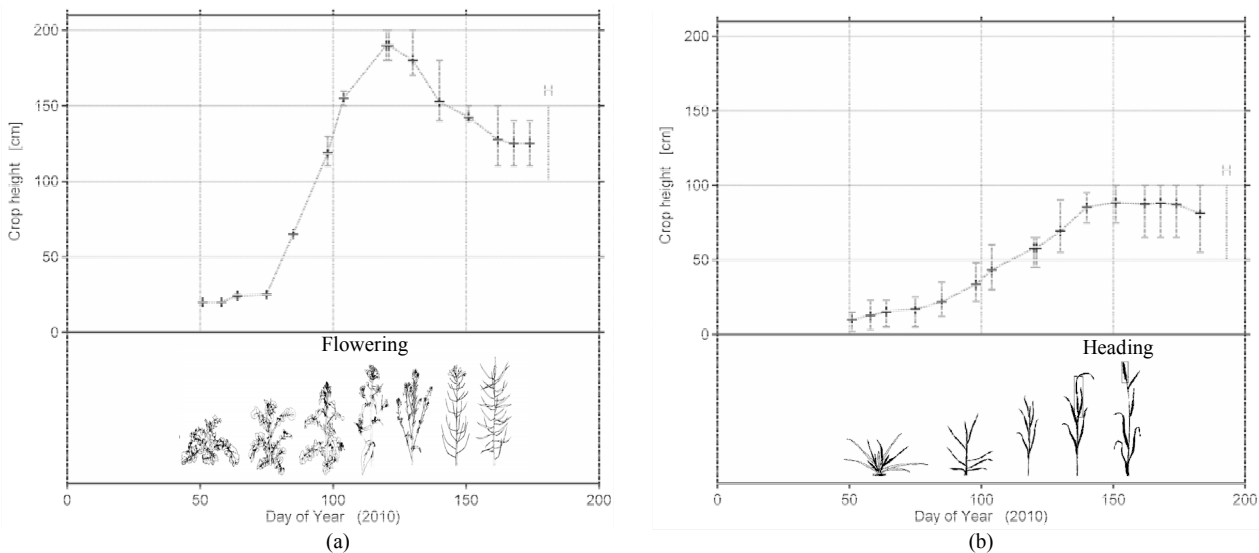 200
150
100
50
0
Crop height [cm]
H
Flowering
0 50 100 150 200
Day of Year (2010)
(a)
200
150
100
50
0
Crop height [cm]
H
Heading
0 50 100 150 200
Day of Year (2010)
(b)